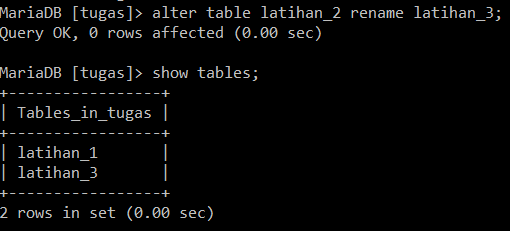 MariaDB [tugas]> alter table latihan_2 rename latihan_3;
Query OK, 0 rows affected (0.00 sec)
MariaDB [tugas]> show tables;
+-----------------+
| Tables_in_tugas |
+-----------------+
| latihan_1       |
| latihan_3       |
+-----------------+
2 rows in set (0.00 sec)